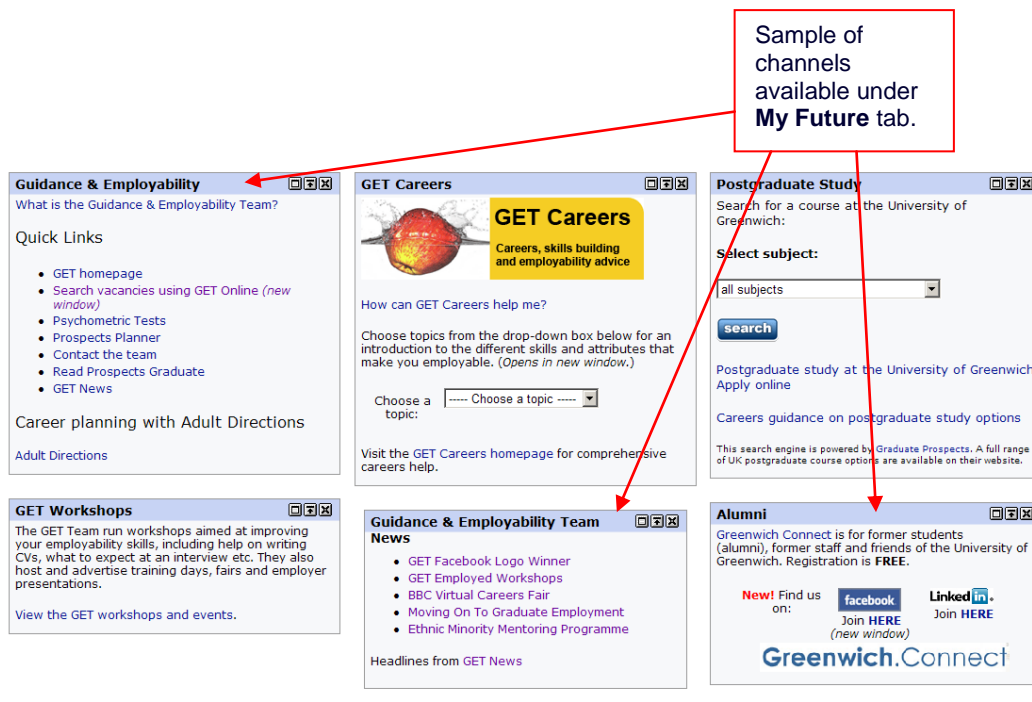 Sample of
channels
available under
My Future tab.
Guidance & Employability
What is the Guidance & Employability Team?
Quick Links
GET homepage
Search vacancies using GET Online (new
window)
Psychometric Tests
Prospects Planner
Contact the team
Read Prospects Graduate
GET News
Career planning with Adult Directions
Adult Directions
GET Careers
GET Careers
Careers, skills building
and employability advice
How can GET Careers help me?
Choose topics from the drop-down box below for an
introduction to the different skills and attributes that
make you employable. (Opens in new window.)
Choose a
topic:
----- Choose a topic -----
Visit the GET Careers homepage for comprehensive
careers help.
Postgraduate Study
Search for a course at the University of
Greenwich:
Select subject:
all subjects
search
Postgraduate study at the University of Greenwich
Apply online
Careers guidance on postgraduate study options
This search engine is powered by Graduate Prospects. A full range
of UK postgraduate course options are available on their website.
GET Workshops
The GET Team run workshops aimed at improving
your employability skills, including help on writing
CVs, what to expect at an interview etc. They also
host and advertise training days, fairs and employer
presentations.
View the GET workshops and events.
Guidance & Employability Team
News
GET Facebook Logo Winner
GET Employed Workshops
BBC Virtual Careers Fair
Moving On To Graduate Employment
Ethnic Minority Mentoring Programme
Headlines from GET News
Alumni
Greenwich Connect is for former students
(alumni), former staff and friends of the University of
Greenwich. Registration is FREE.
New! Find us
on:
facebook
Join HERE
(new window)
Linked in.
Join HERE
Greenwich.Connect